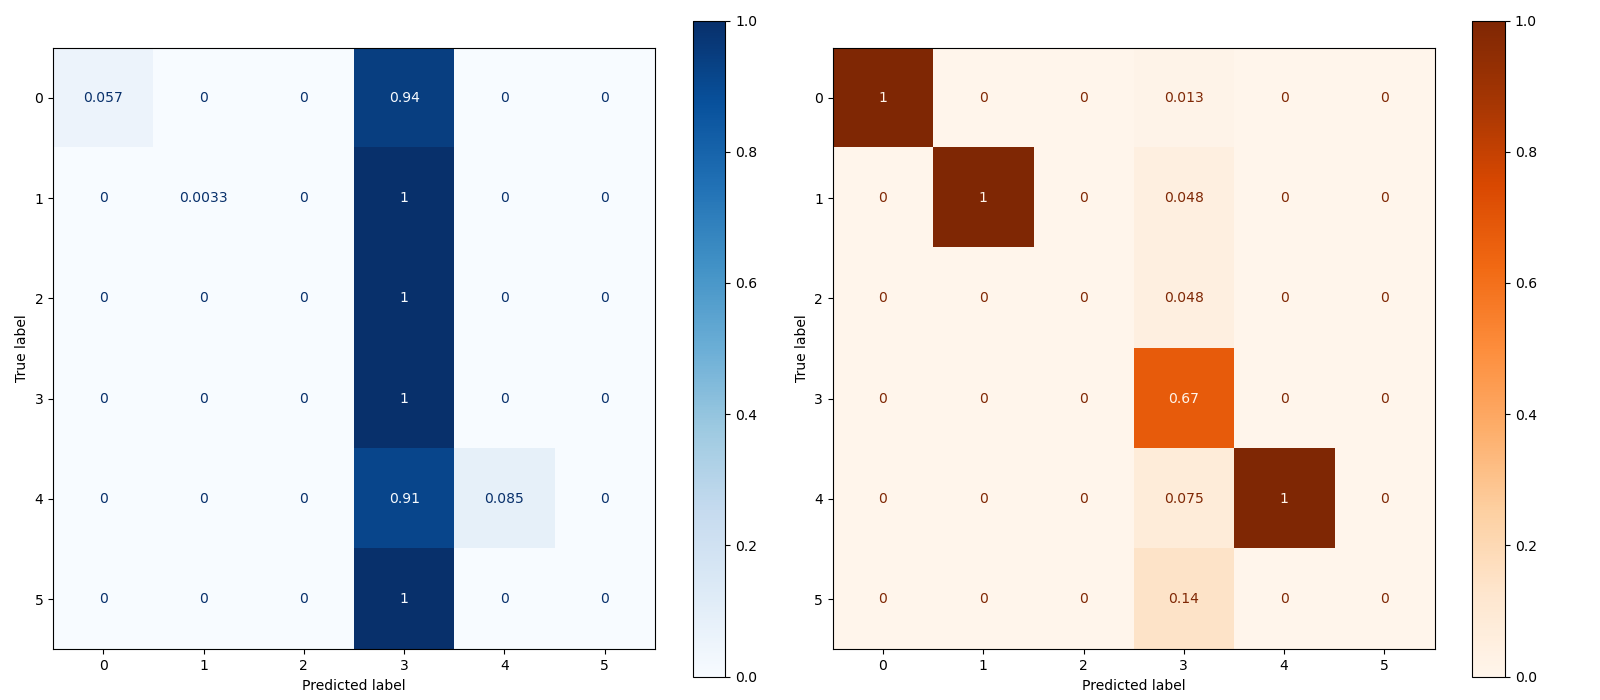 1.0
0 0.057 0 0 0.94 0 0
0.8
1 0 0.0033 0 1 0 0
0.6
2 0 0 0 1 0 0
True label
3 0 0 0 1 0 0
0.4
4 0 0 0 0.91 0.085 0
0.2
5 0 0 0 1 0 0
0.0
0 1 2 3 4 5
Predicted label
1.0
0 1 0 0 0.013 0 0
0.8
1 0 1 0 0.048 0 0
0.6
2 0 0 0 0.048 0 0
True label
3 0 0 0 0.67 0 0
0.4
4 0 0 0 0.075 1 0
0.2
5 0 0 0 0.14 0 0
0.0
0 1 2 3 4 5
Predicted label